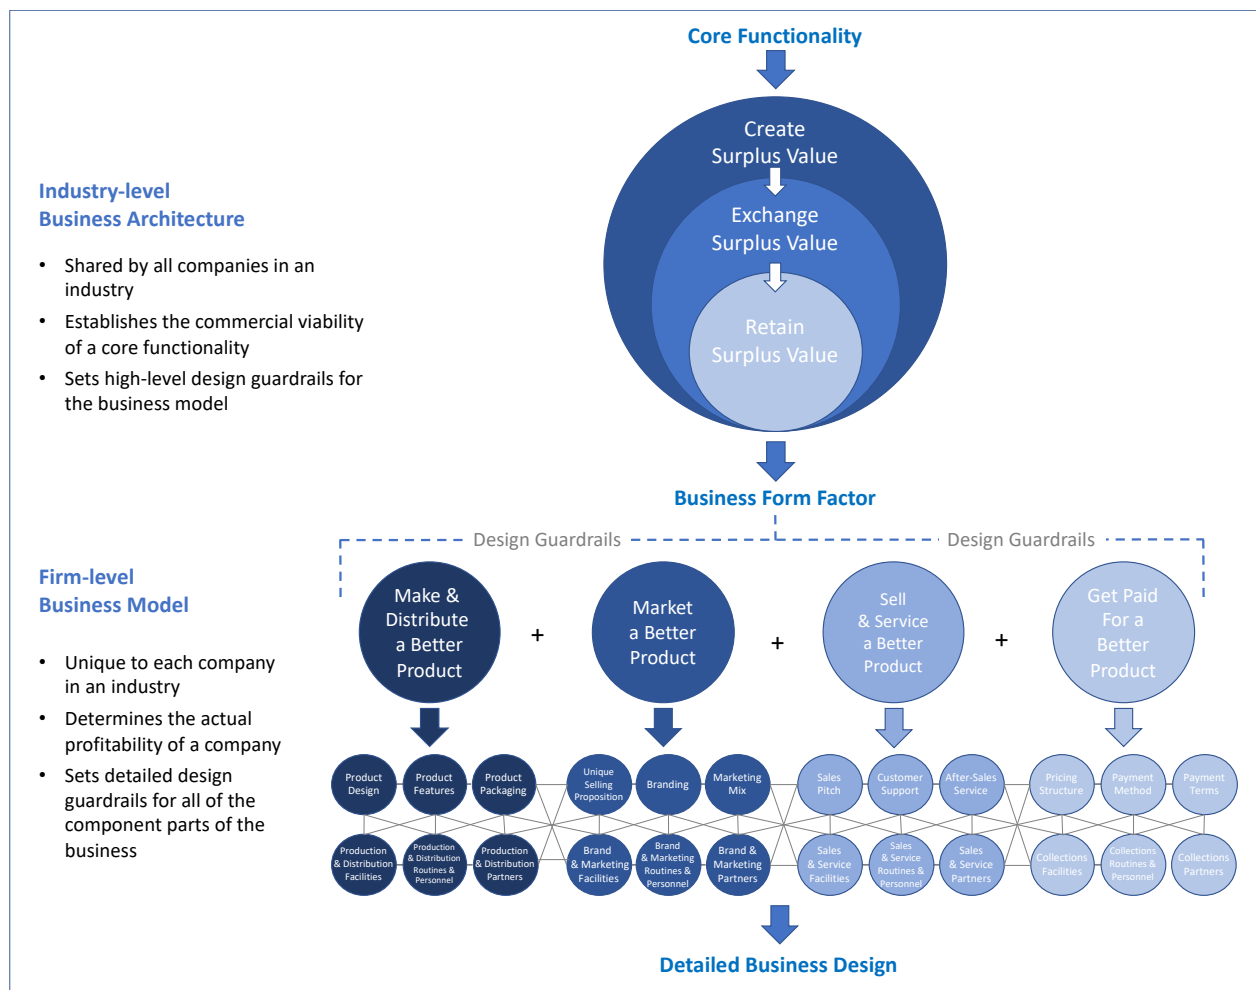 Core Functionality
Create
Surplus Value
Exchange
Surplus Value
Retain
Surplus Value
Industry-level
Business Architecture
• Shared by all companies in an
industry
• Establishes the commercial viability
of a core functionality
• Sets high-level design guardrails for
the business model
Business Form Factor
Design Guardrails
Design Guardrails
Firm-level
Business Model
• Unique to each company
in an industry
• Determines the actual
profitability of a company
• Sets detailed design
guardrails for all of the
component parts of the
business
Make &
Distribute
a Better
Product
+
Market
a Better
Product
+
Sell
& Service
a Better
Product
+
Get Paid
For a
Better
Product
Product
Design
Product
Features
Product
Packaging
Unique
Selling
Proposition
Branding
Marketing
Mix
Sales
Pitch
Customer
Support
After-Sales
Service
Pricing
Structure
Payment
Method
Payment
Terms
Production
& Distribution
Facilities
Production
& Distribution
Routines &
Personnel
Production
& Distribution
Partners
Brand
& Marketing
Facilities
Brand
& Marketing
Routines &
Personnel
Brand &
Marketing
Partners
Sales
& Service
Facilities
Sales
& Service
Routines &
Personnel
Sales
& Service
Partners
Collections
Facilities
Collections
Routines &
Personnel
Collections
Partners
Detailed Business Design